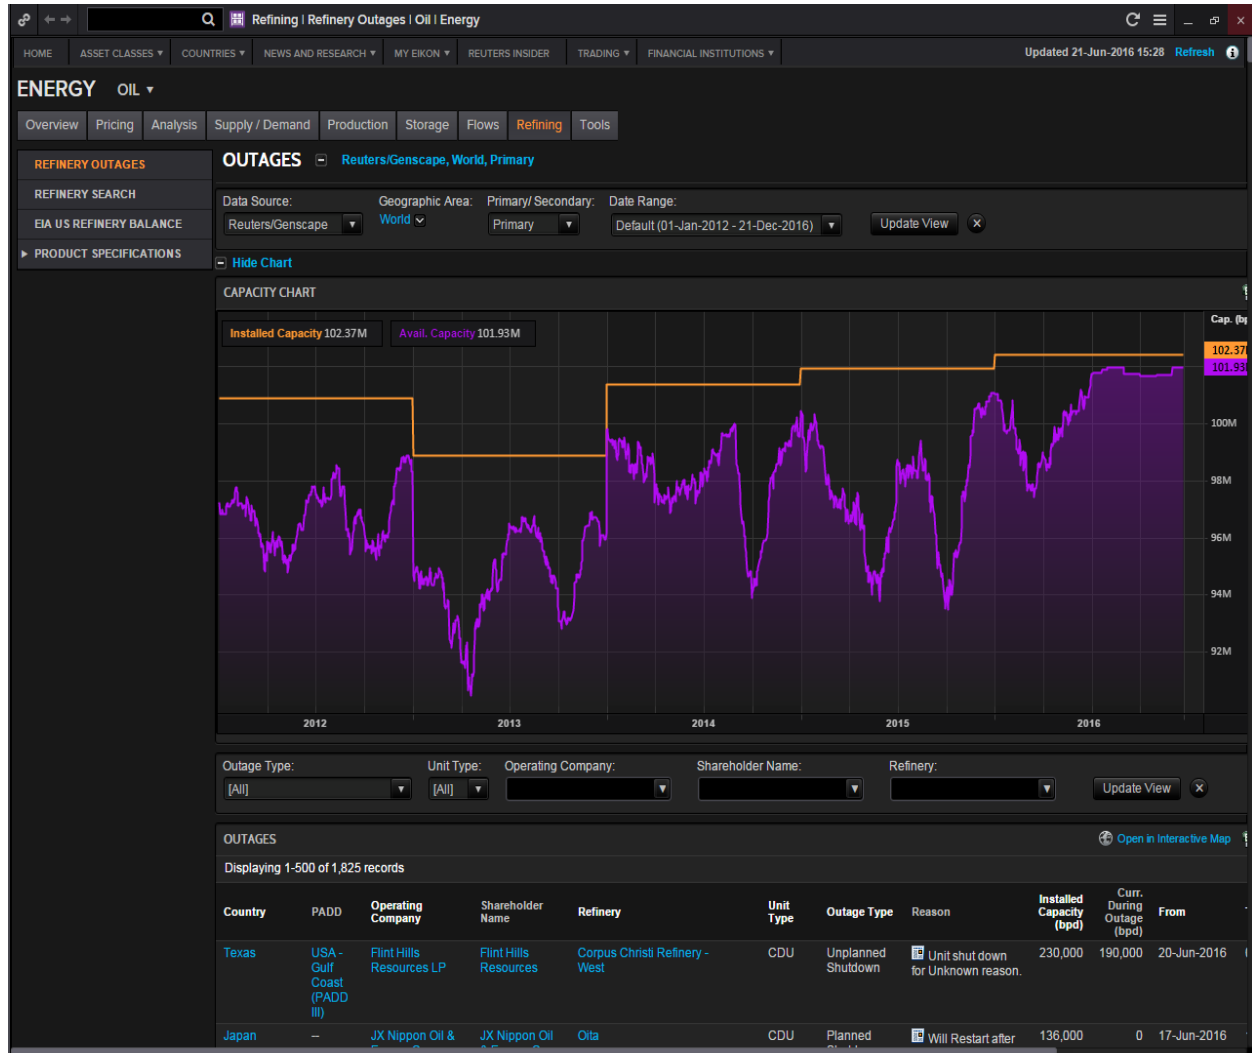 Refining | Refinery Outages | Oil | Energy
HOME ASSET CLASSES COUNTRIES NEWS AND RESEARCH MY EIKON REUTERS INSIDER TRADING FINANCIAL INSTITUTIONS Updated 21-Jun-2016 15:28 Refresh
ENERGY OIL
Overview Pricing Analysis Supply / Demand Production Storage Flows Refining Tools
REFINERY OUTAGES
REFINERY SEARCH
EIA US REFINERY BALANCE
PRODUCT SPECIFICATIONS
OUTAGES Reuters/Genscape, World, Primary
Data Source: Geographic Area: Primary/ Secondary: Date Range:
Reuters/Genscape World Primary Default (01-Jan-2012 - 21-Dec-2016) Update View
Hide Chart
CAPACITY CHART
Installed Capacity 102.37M Avail. Capacity 101.93M
Cap.
102.37
101.93
100M
98M
96M
94M
92M
2012 2013 2014 2015 2016
Outage Type: Unit Type: Operating Company: Shareholder Name: Refinery:
[All] [All] Update View
OUTAGES Open in Interactive Map
Displaying 1-500 of 1,825 records
Country PADD Operating Company Shareholder Name Refinery Unit Type Outage Type Reason Installed Capacity (bpd) Curr. During Outage (bpd) From
Texas USA - Gulf Coast (PADD III) Flint Hills Resources LP Flint Hills Resources Corpus Christi Refinery - West CDU Unplanned Shutdown Unit shut down for Unknown reason. 230,000 190,000 20-Jun-2016
Japan -- JX Nippon Oil & JX Nippon Oil Oita CDU Planned Will Restart after 136,000 0 17-Jun-2016